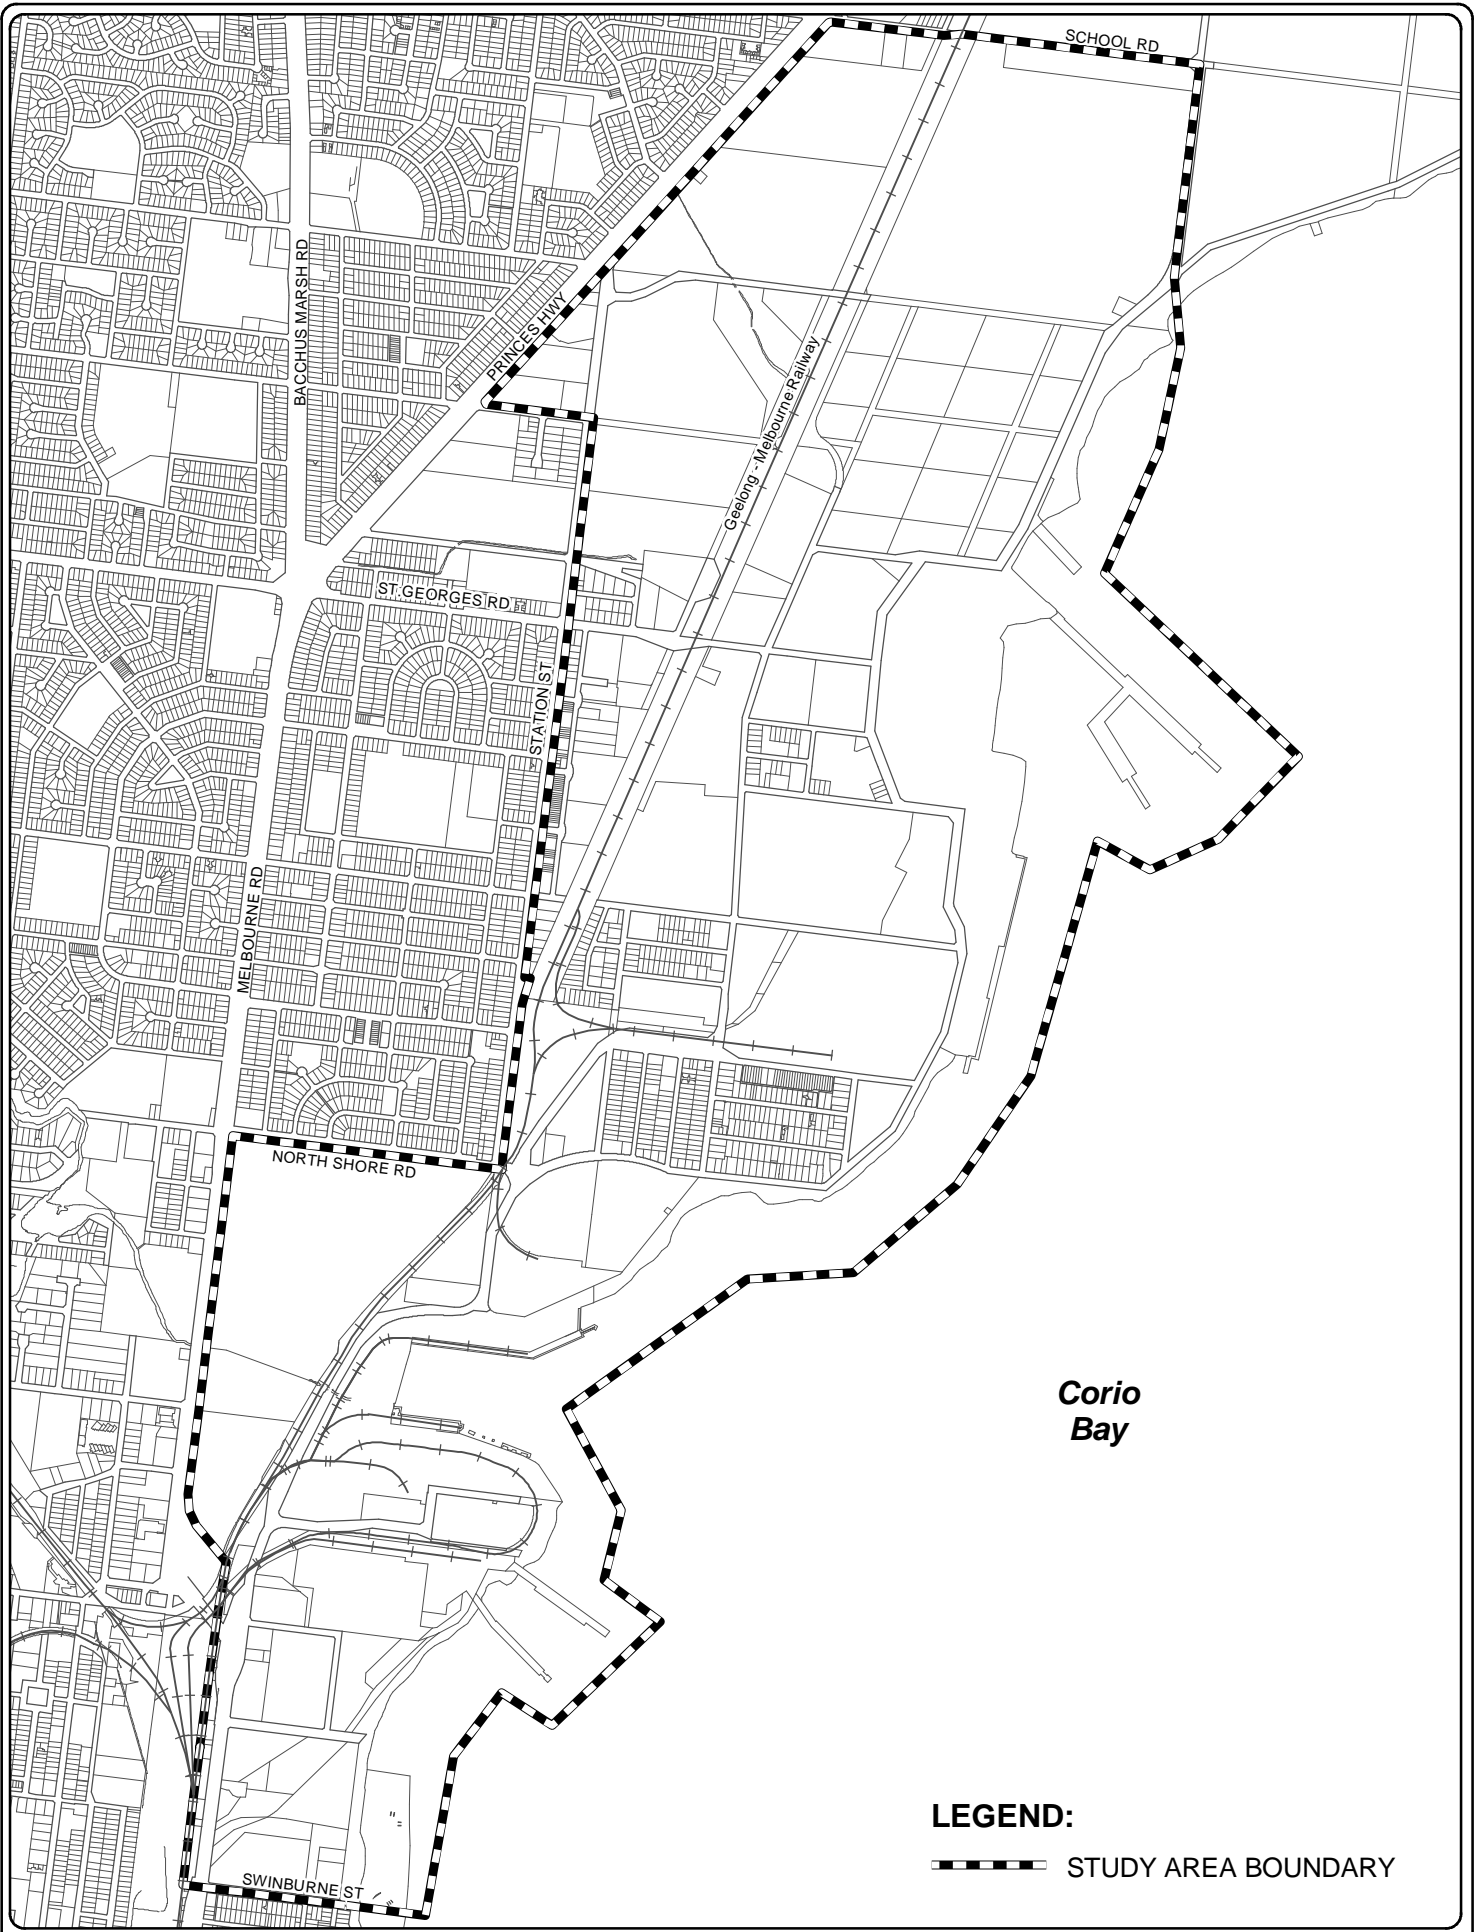 SCHOOL RD
BACCHUS MARSH RD
PRINCES HWY
Geelong - Melbourne Railway
ST.GEORGES RD
STATION ST
MELBOURNE RD
NORTH SHORE RD
Corio
Bay
LEGEND:
STUDY AREA BOUNDARY
SWINBURNE ST